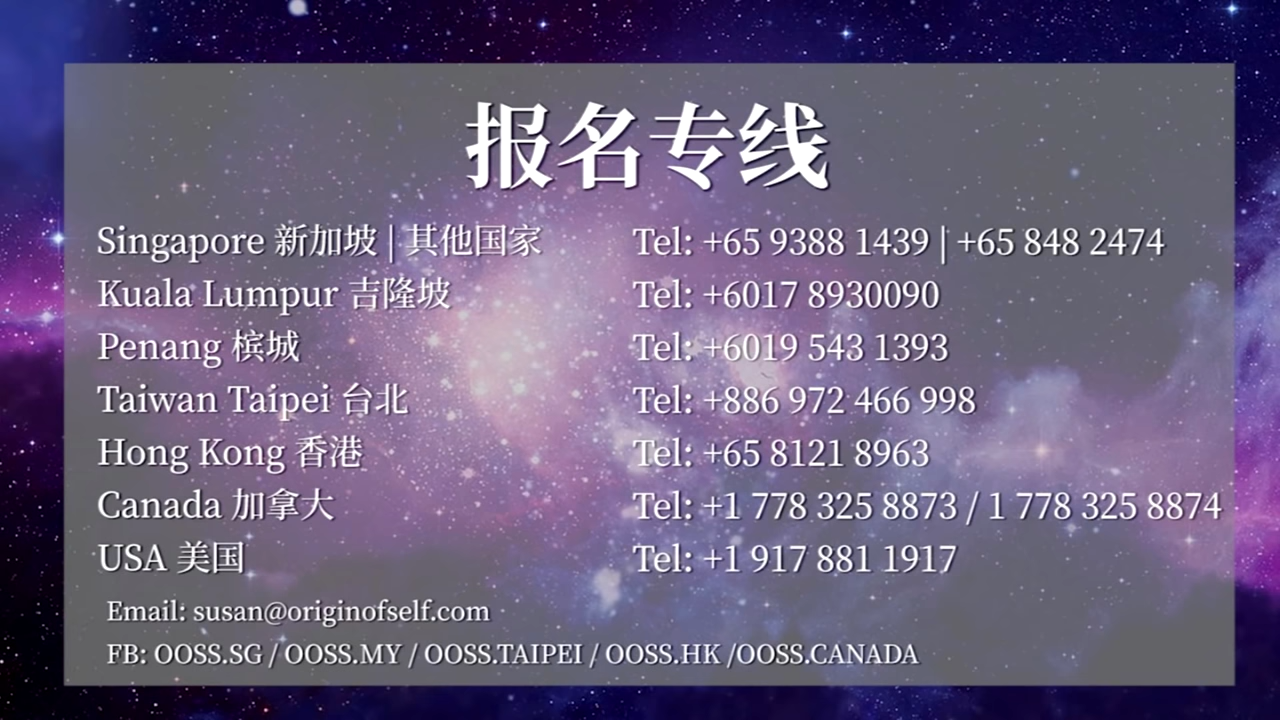 报名专线
Singapore 新加坡 | 其他国家 Tel: +65 9388 1439 | +65 848 2474
Kuala Lumpur 吉隆坡 Tel: +6017 8930090
Penang 槟城 Tel: +6019 543 1393
Taiwan Taipei 台北 Tel: +886 972 466 998
Hong Kong 香港 Tel: +65 8121 8963
Canada 加拿大 Tel: +1 778 325 8873 / 1 778 325 8874
USA 美国 Tel: +1 917 881 1917
Email: susan@originofself.com
FB: OOSS.SG / OOSS.MY / OOSS.TAIPEI / OOSS.HK /OOSS.CANADA